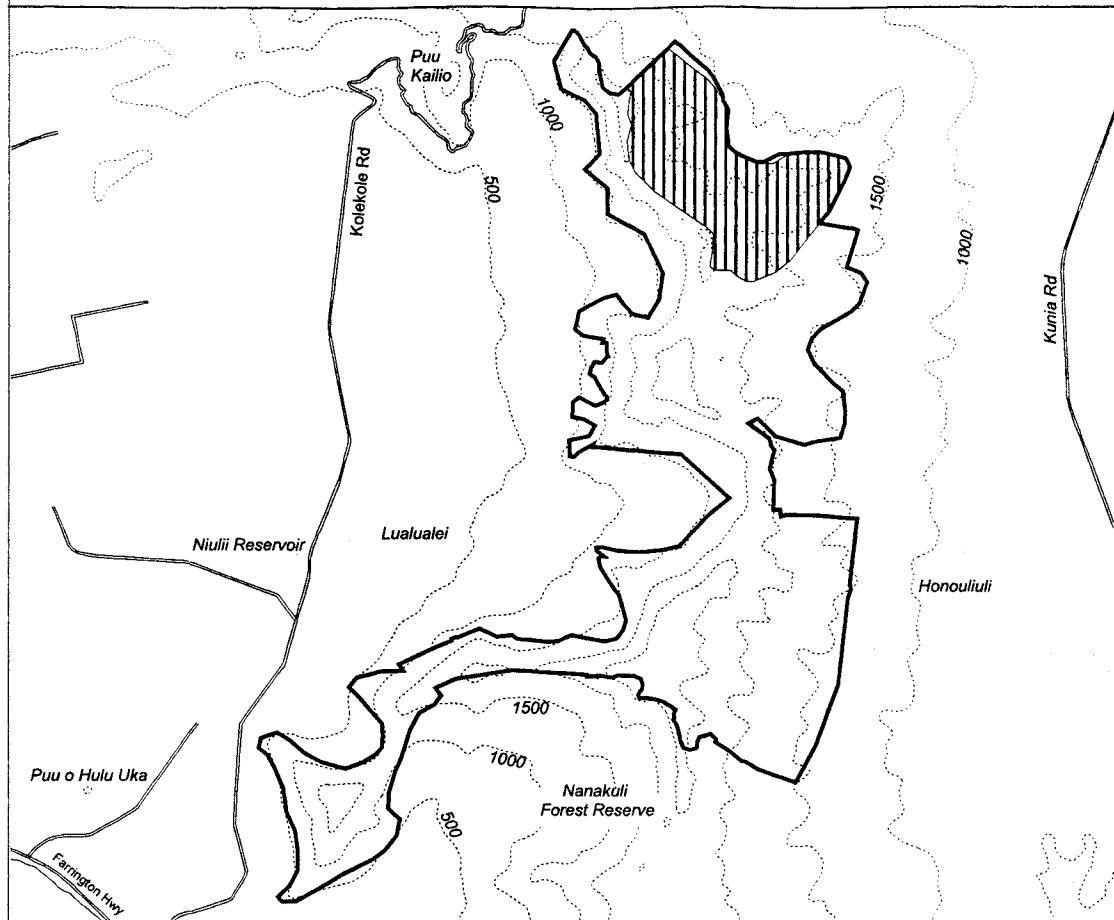 Puu
Kailio
1000
Kolekole Rd
500
1500
1000
Kunia Rd
Niulii Reservoir
Lualualei
Honouliuli
1500
1000
Puu o Hulu Uka
Nanakuli
Forest Reserve
500
Farrington Hwy